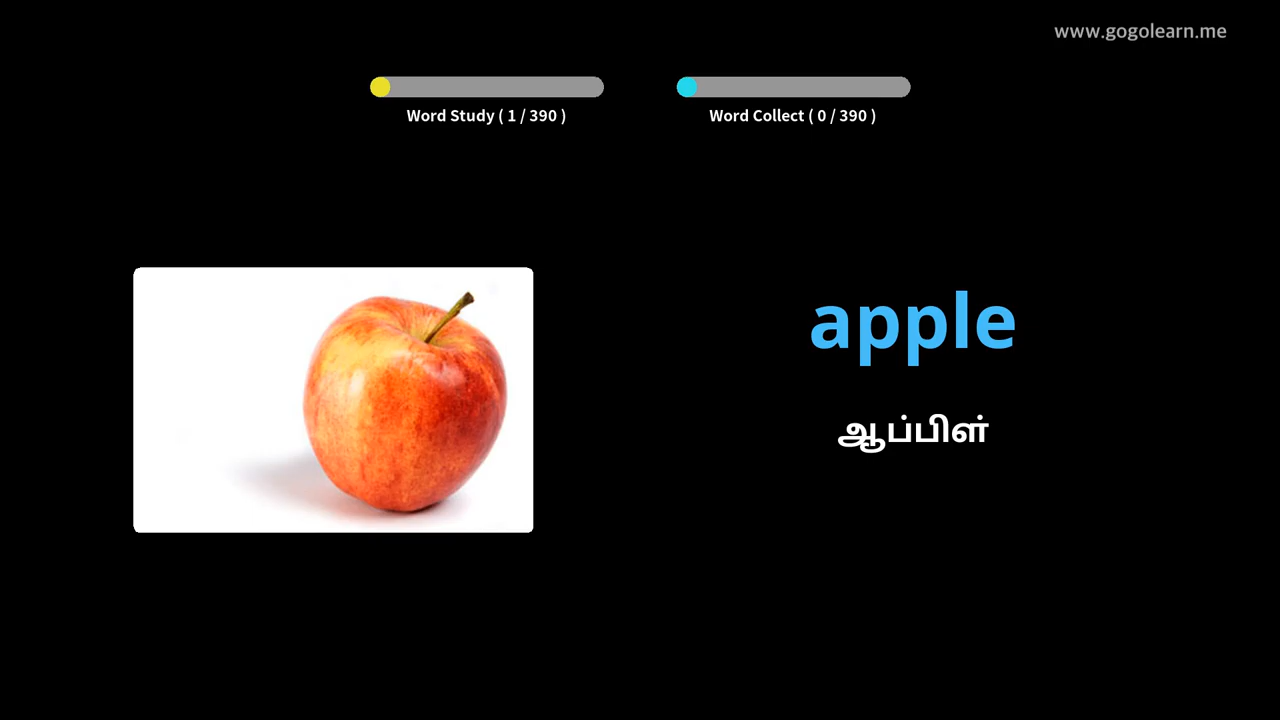 www.gogolearn.me
Word Study ( 1 / 390 )
Word Collect ( 0 / 390 )
apple
ஆப்பிள்